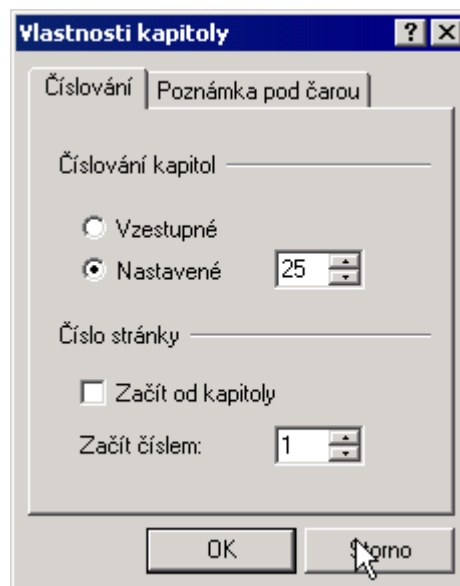 Vlastnosti kapitoly ?
Číslování Poznámka pod čarou
Číslování kapitol
Vzestupné
Nastavené 25
Číslo stránky
Začít od kapitoly
Začít číslem: 1
OK Storno